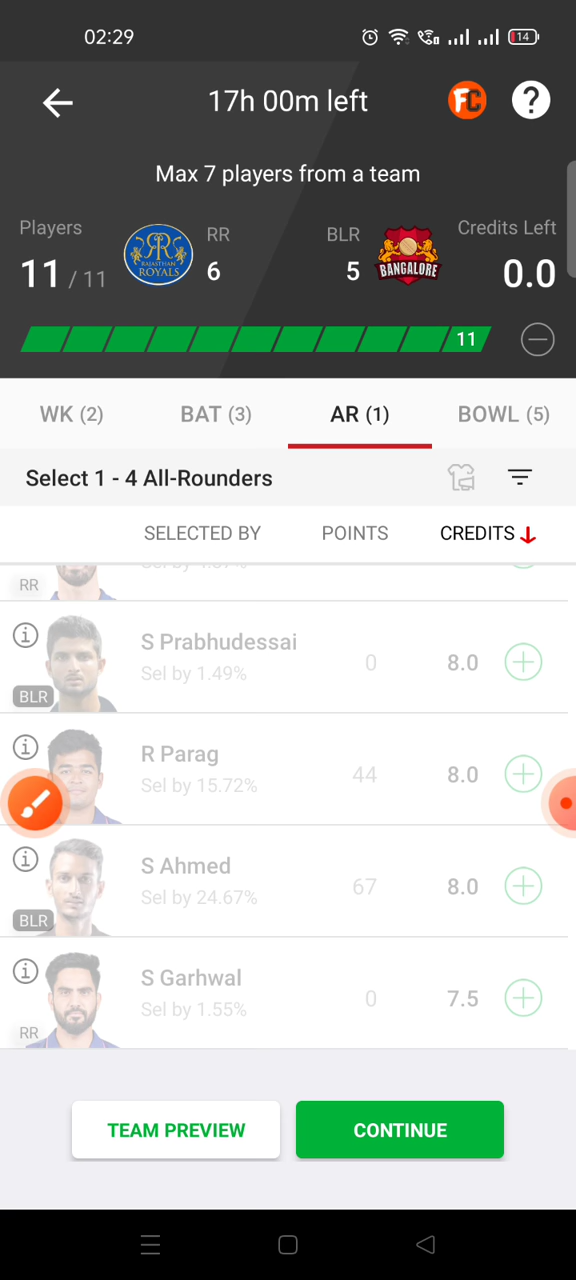 02:29
14
17h 00m left
FC
?
Max 7 players from a team
Players
RR
BLR
Credits Left
11 / 11
RAJASTHAN
ROYALS
6
5
BANGALORE
0.0
11
WK (2)
BAT (3)
AR (1)
BOWL (5)
Select 1 - 4 All-Rounders
SELECTED BY
POINTS
CREDITS
RR
S Prabhudessai
Sel by 1.49%
0
8.0
BLR
R Parag
Sel by 15.72%
44
8.0
S Ahmed
Sel by 24.67%
67
8.0
BLR
S Garhwal
Sel by 1.55%
0
7.5
RR
TEAM PREVIEW
CONTINUE